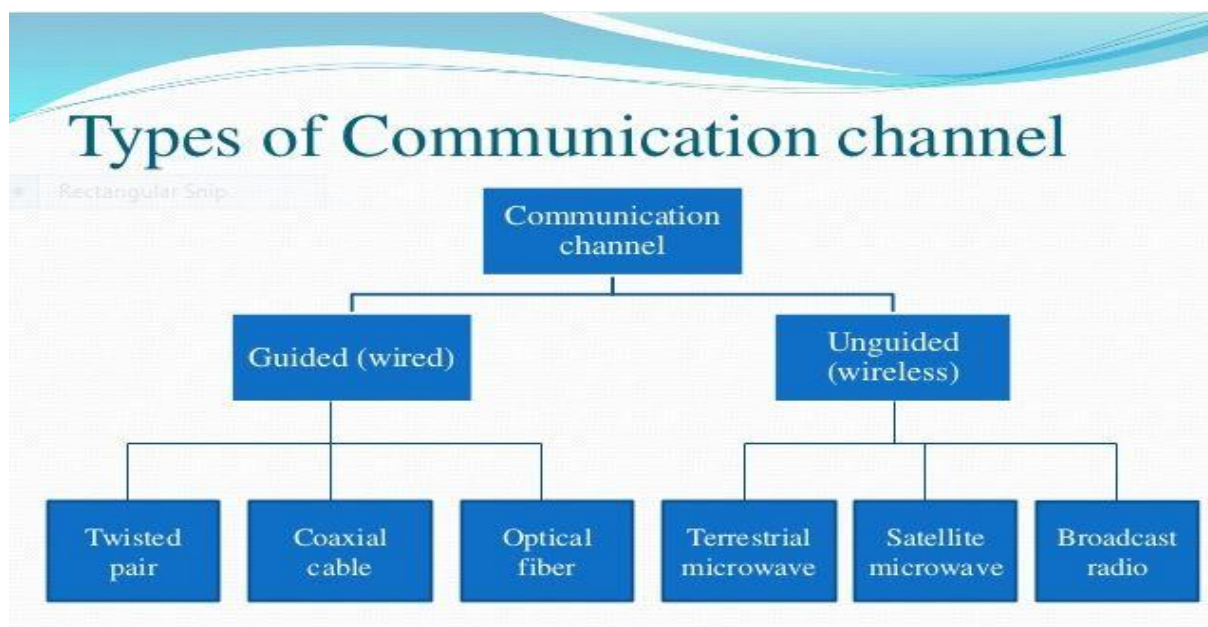 Types of Communication channel
Rectangular Snip
Communication
channel
Guided (wired)
Unguided
(wireless)
Twisted
pair
Coaxial
cable
Optical
fiber
Terrestrial
microwave
Satellite
microwave
Broadcast
radio